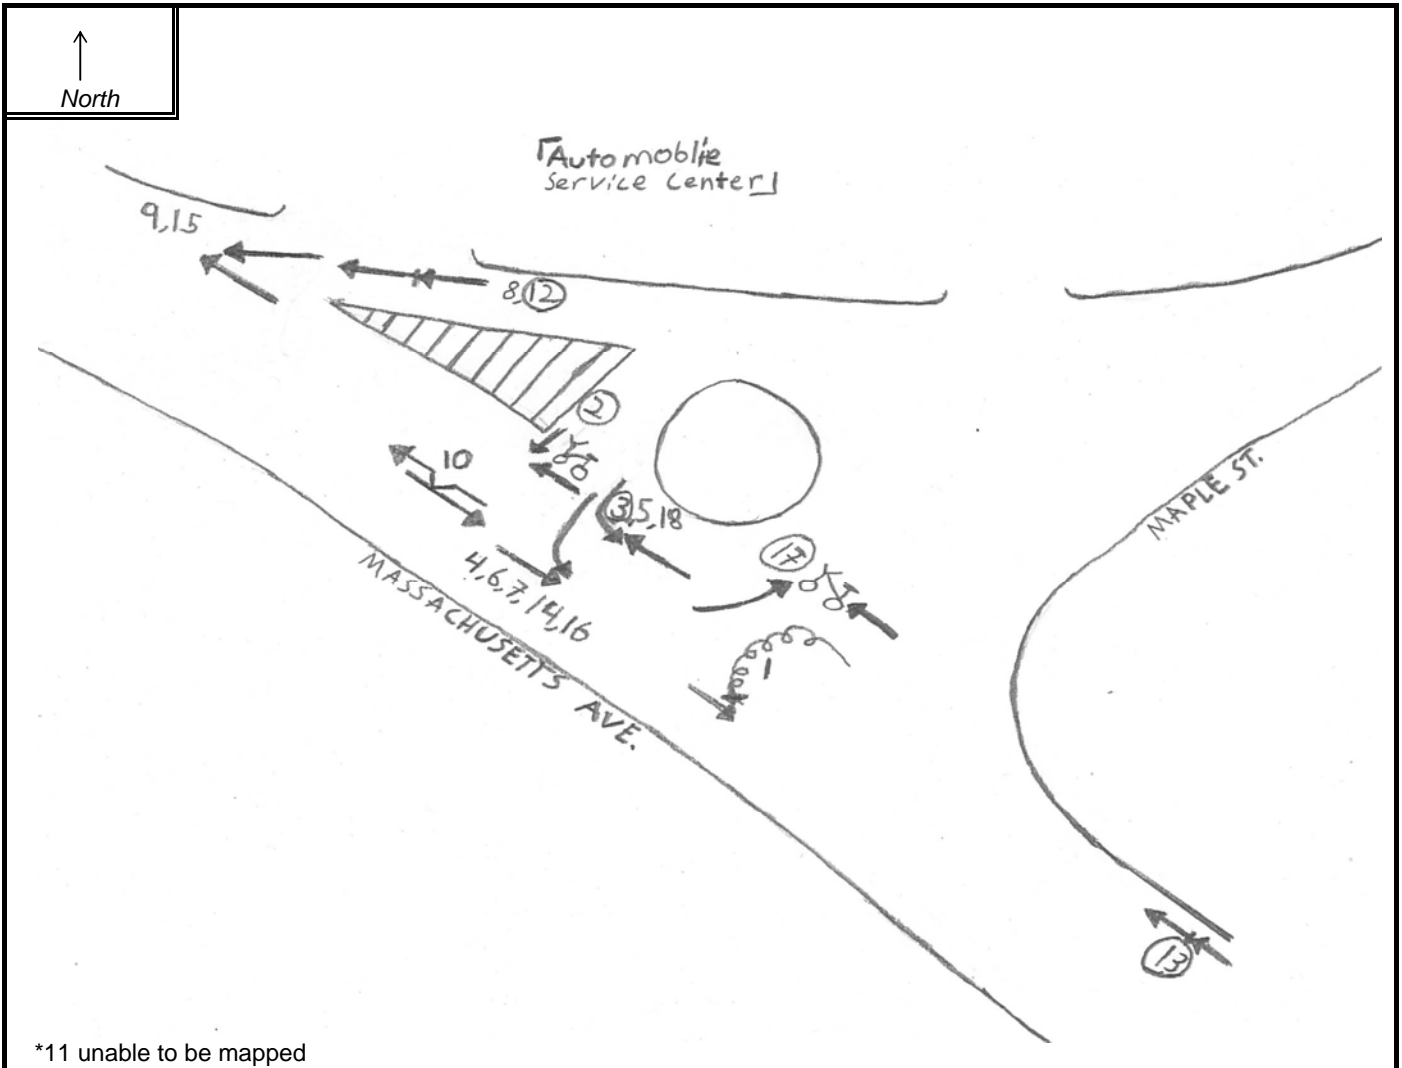 North
「Automoblie
Service Center」
9,15
8,12
2
10
3,5,18
MAPLE ST.
17
4,6,7,14,16
MASSACHUSETTS AVE.
1
13
*11 unable to be mapped